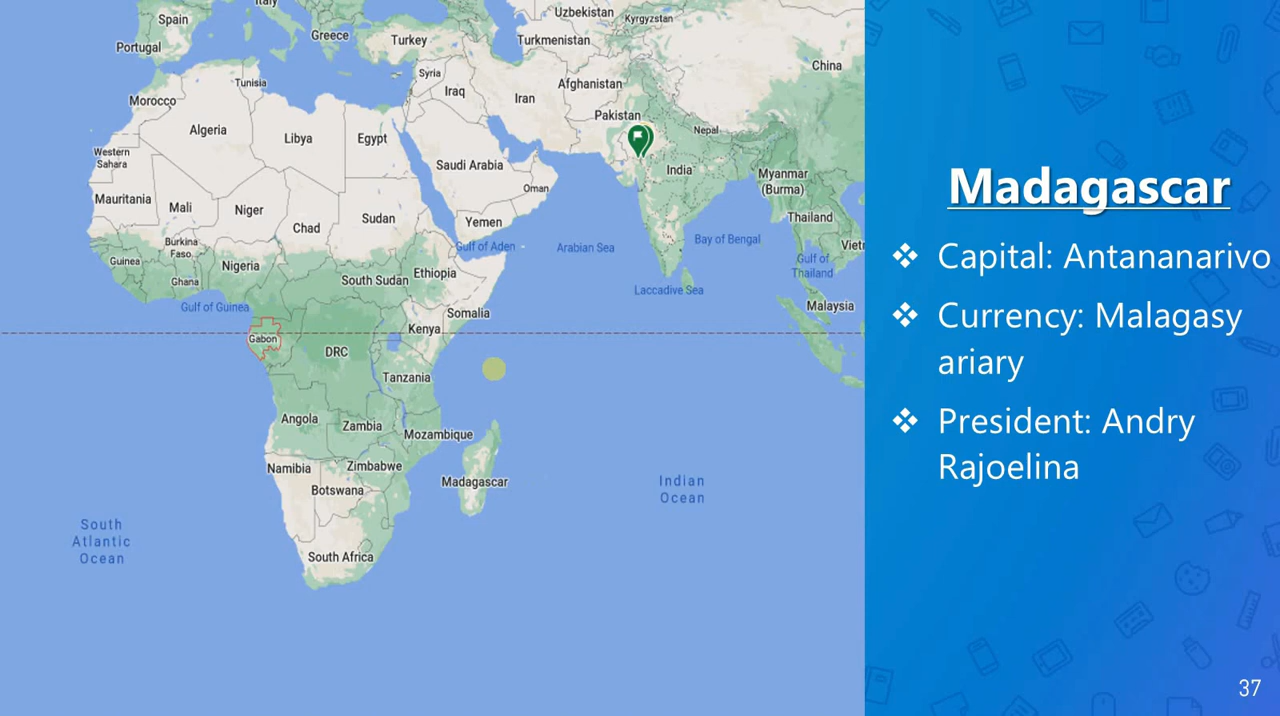 Italy
Spain
Portugal
Greece
Turkey
Uzbekistan
Kyrgyzstan
Turkmenistan
Syria
Tunisia
Morocco
Iraq
Iran
Afghanistan
China
Algeria
Libya
Egypt
Pakistan
Nepal
Western
Sahara
Saudi Arabia
India
Myanmar
(Burma)
Oman
Mauritania
Mali
Niger
Chad
Sudan
Yemen
Thailand
Burkina
Faso
Gulf of Aden
Arabian Sea
Bay of Bengal
Guinea
Nigeria
Ghana
South Sudan
Ethiopia
Gulf of
Thailand
Laccadive Sea
Gulf of Guinea
Somalia
Malaysia
Kenya
Gabon
DRC
Tanzania
Angola
Zambia
Mozambique
Namibia
Zimbabwe
Botswana
Madagascar
Indian
Ocean
South
Atlantic
Ocean
South Africa
Madagascar
❖ Capital: Antananarivo
❖ Currency: Malagasy
ariary
❖ President: Andry
Rajoelina
37